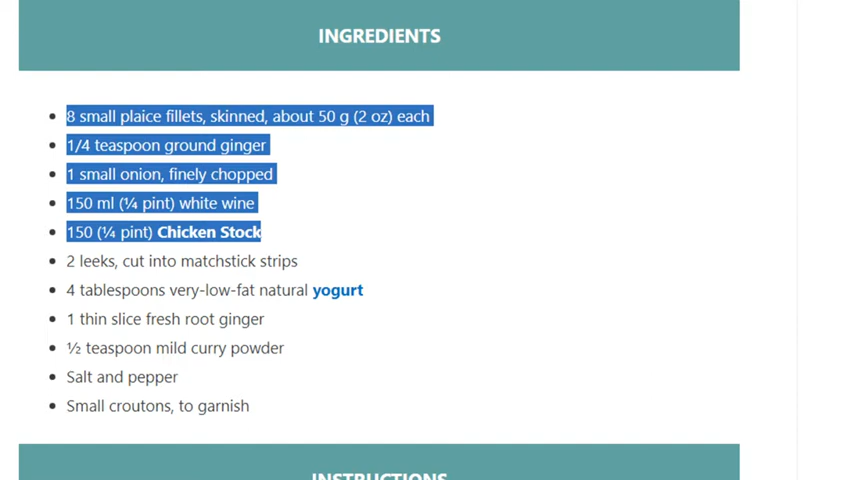 INGREDIENTS
8 small plaice fillets, skinned, about 50 g (2 oz) each
1/4 teaspoon ground ginger
1 small onion, finely chopped
150 ml (¼ pint) white wine
150 (¼ pint) Chicken Stock
2 leeks, cut into matchstick strips
4 tablespoons very-low-fat natural yogurt
1 thin slice fresh root ginger
½ teaspoon mild curry powder
Salt and pepper
Small croutons, to garnish
INSTRUCTIONS